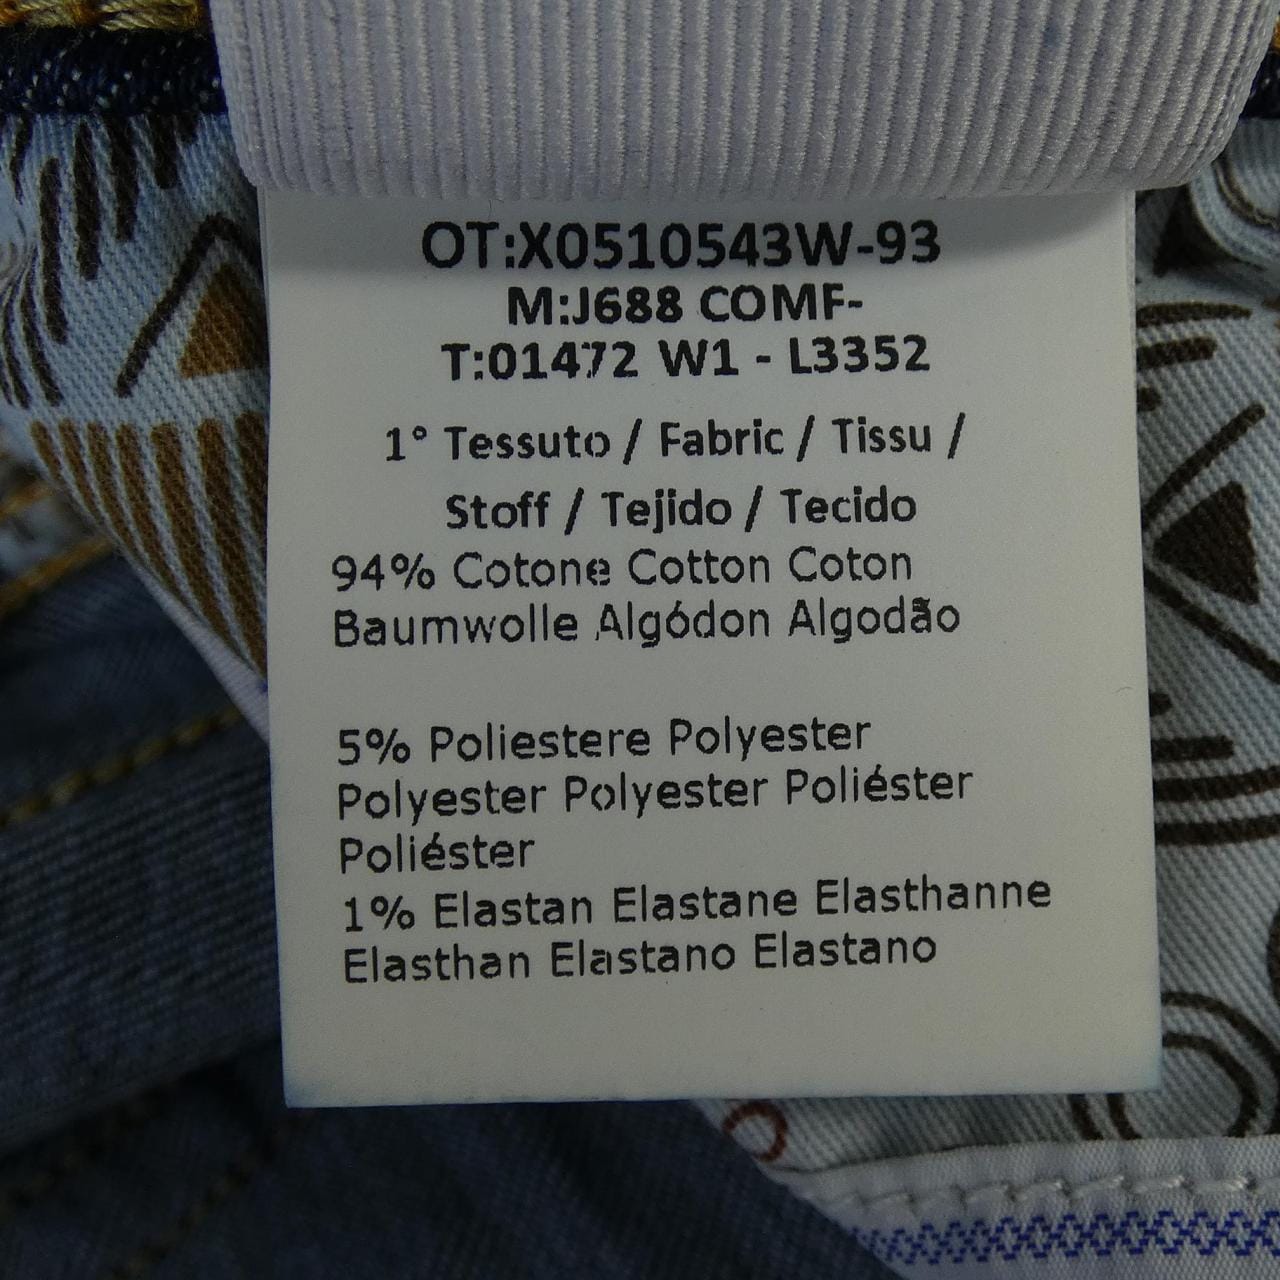 OT:X0510543W-93
M:J688 COMF-
T:01472 W1 - L3352
1° Tessuto / Fabric / Tissu /
Stoff / Tejido / Tecido
94% Cotone Cotton Coton
Baumwolle Algódon Algodão
5% Poliestere Polyester
Polyester Polyester Poliéster
Poliéster
1% Elastan Elastane Elasthanne
Elasthan Elastano Elastano